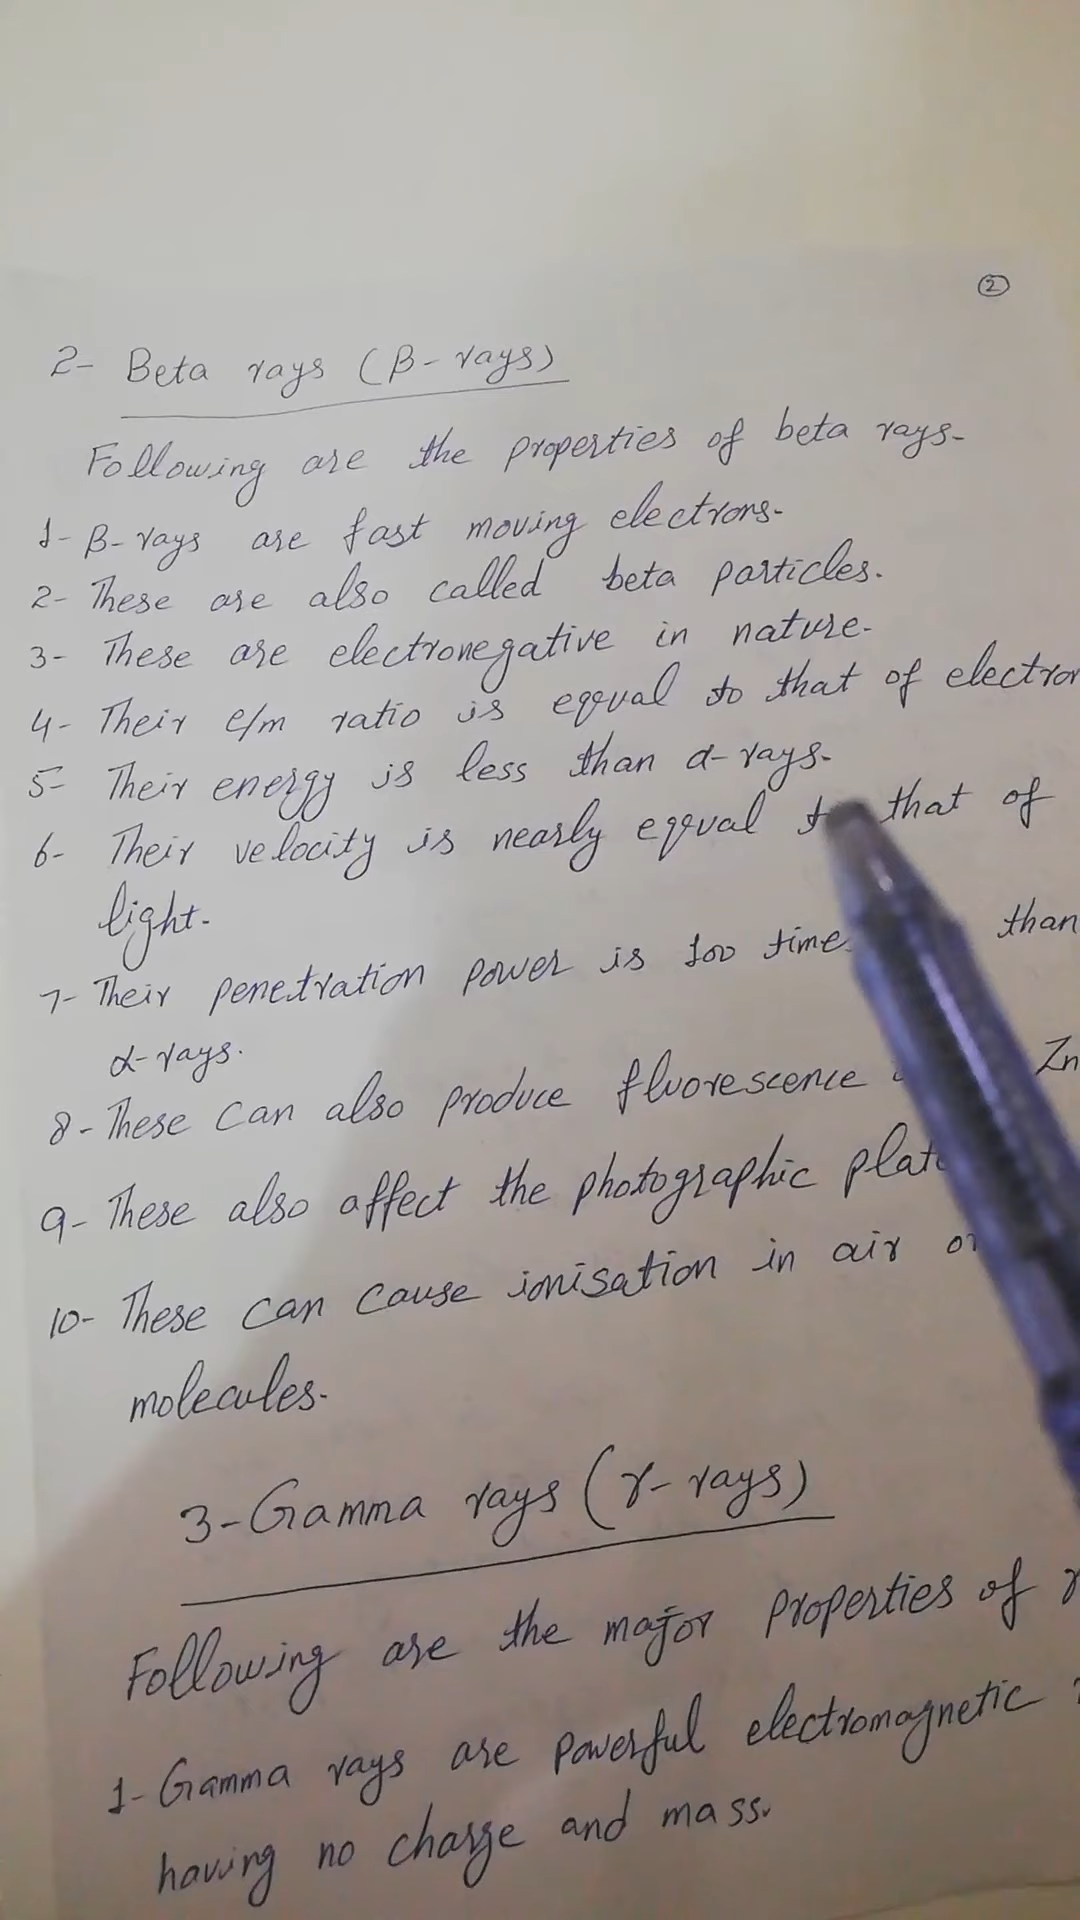 2
2- Beta rays (β-rays)
Following are the properties of beta rays-
1- β-rays are fast moving electrons.
2- These are also called beta particles.
3- These are electronegative in nature-
4- Their e/m ratio is eqqual to that of electron
5- Their energy is less than α-rays-
6- Their velocity is nearly eqqual that of
light-
7- Their penetration power is 100 time than
α-rays.
8- These can also produce fluorescence Zn
9- These also affect the photographic plat
10- These can cause ionisation in air
molecules-
3-Gamma rays (γ-rays)
Following are the major properties of
1- Gamma rays are powerful electromagnetic
having no charge and mass.